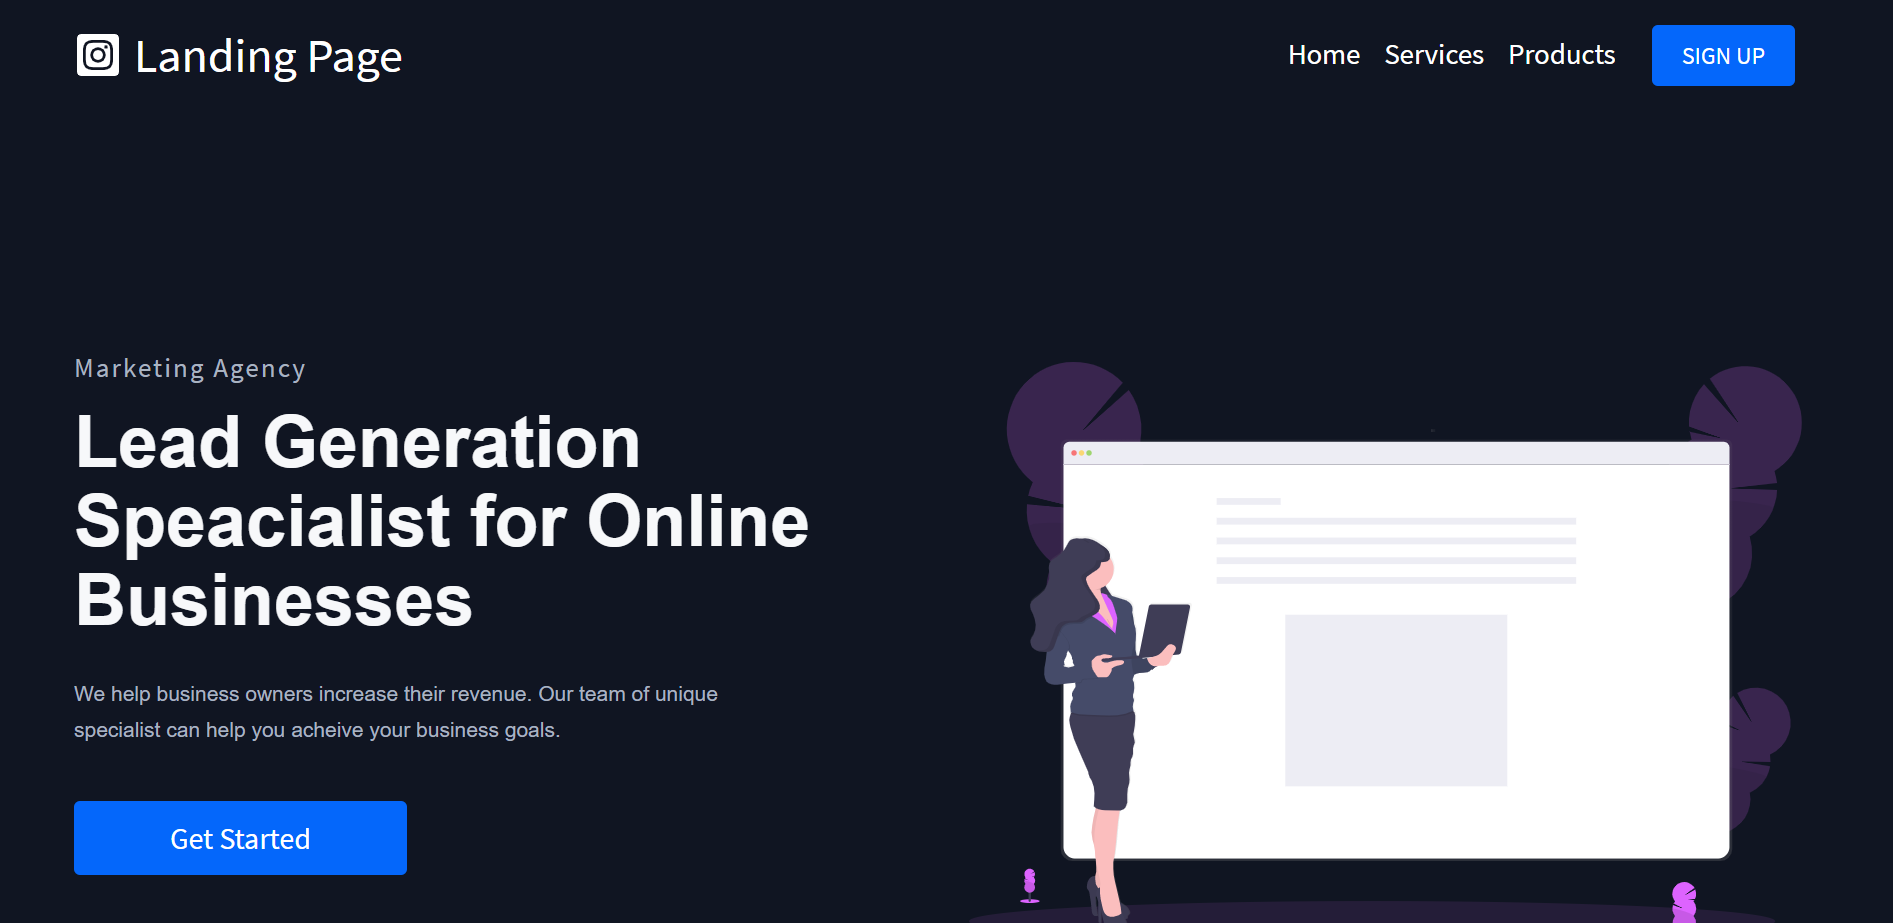 Landing Page
Home Services Products SIGN UP
Marketing Agency
Lead Generation
Speacialist for Online
Businesses
We help business owners increase their revenue. Our team of unique
specialist can help you acheive your business goals.
Get Started